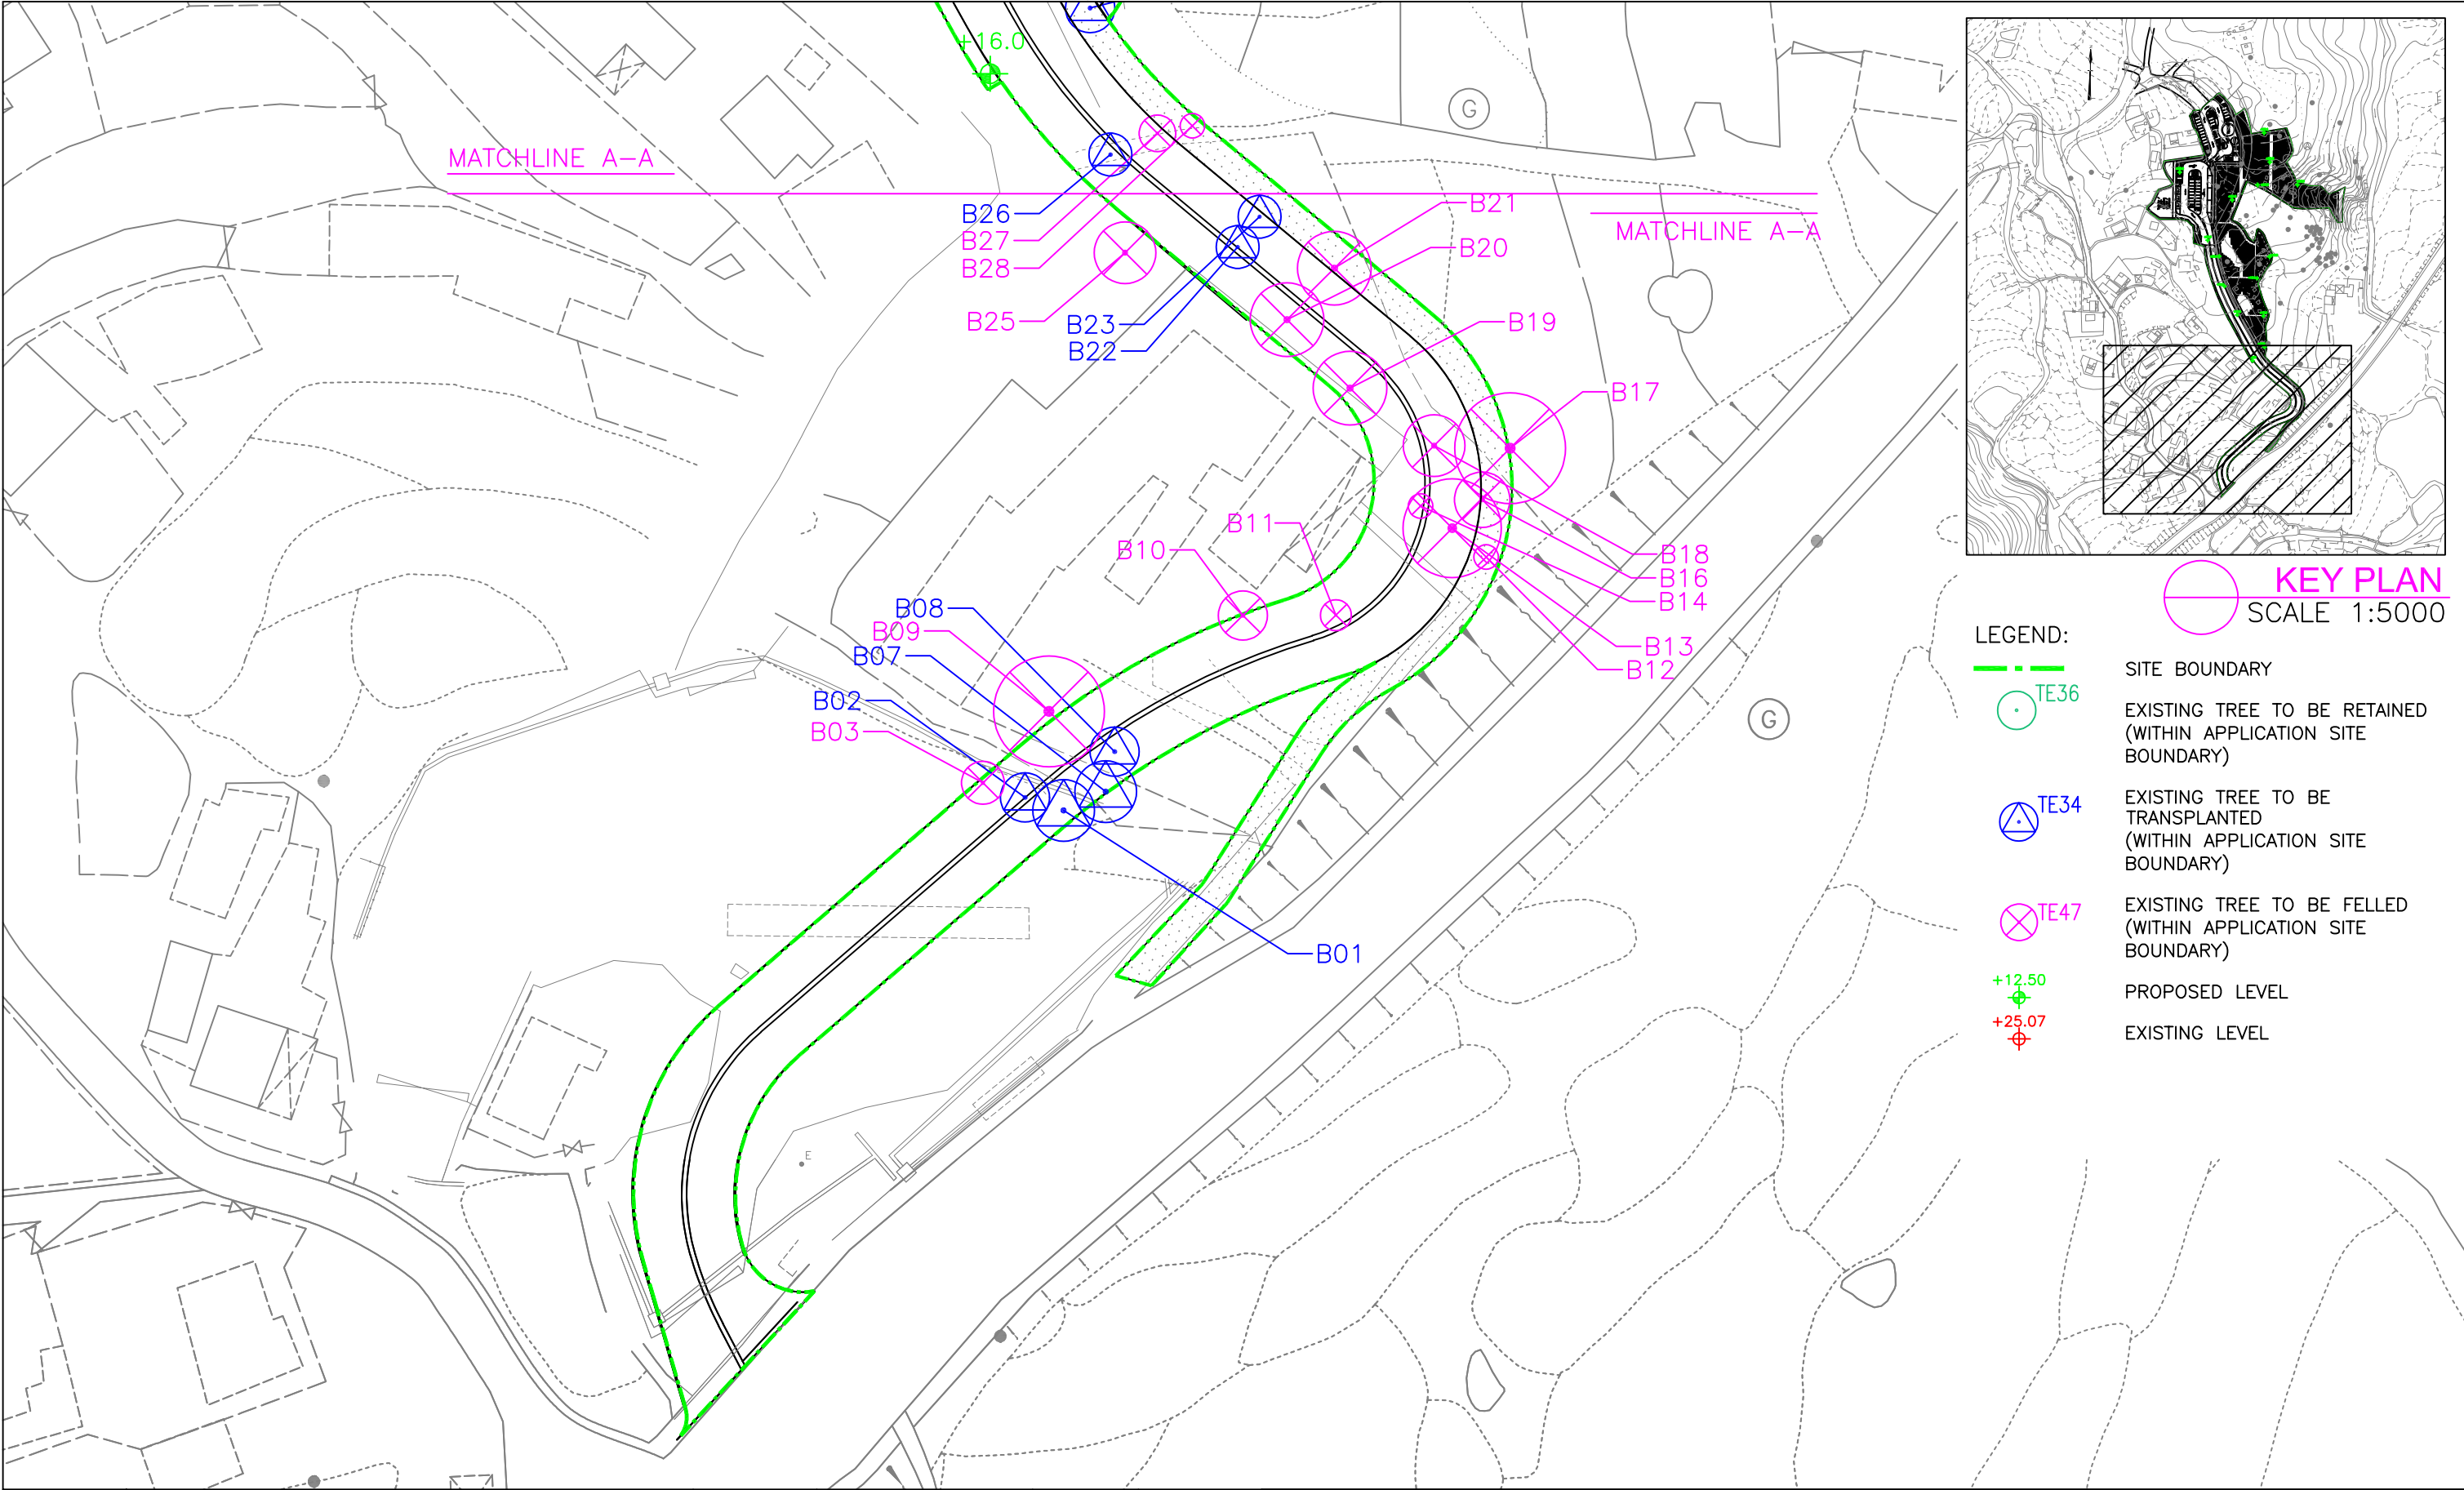 +16.0
MATCHLINE A-A
G
B26
B27
B28
B25
B23
B22
B21
B20
MATCHLINE A-A
B19
B17
B11
B10
B18
B16
B14
B13
B12
B08
B09
B07
B02
B03
B01
G
E
KEY PLAN
SCALE 1:5000
LEGEND:
SITE BOUNDARY
TE36
EXISTING TREE TO BE RETAINED
(WITHIN APPLICATION SITE
BOUNDARY)
TE34
EXISTING TREE TO BE
TRANSPLANTED
(WITHIN APPLICATION SITE
BOUNDARY)
TE47
EXISTING TREE TO BE FELLED
(WITHIN APPLICATION SITE
BOUNDARY)
+12.50
PROPOSED LEVEL
+25.07
EXISTING LEVEL